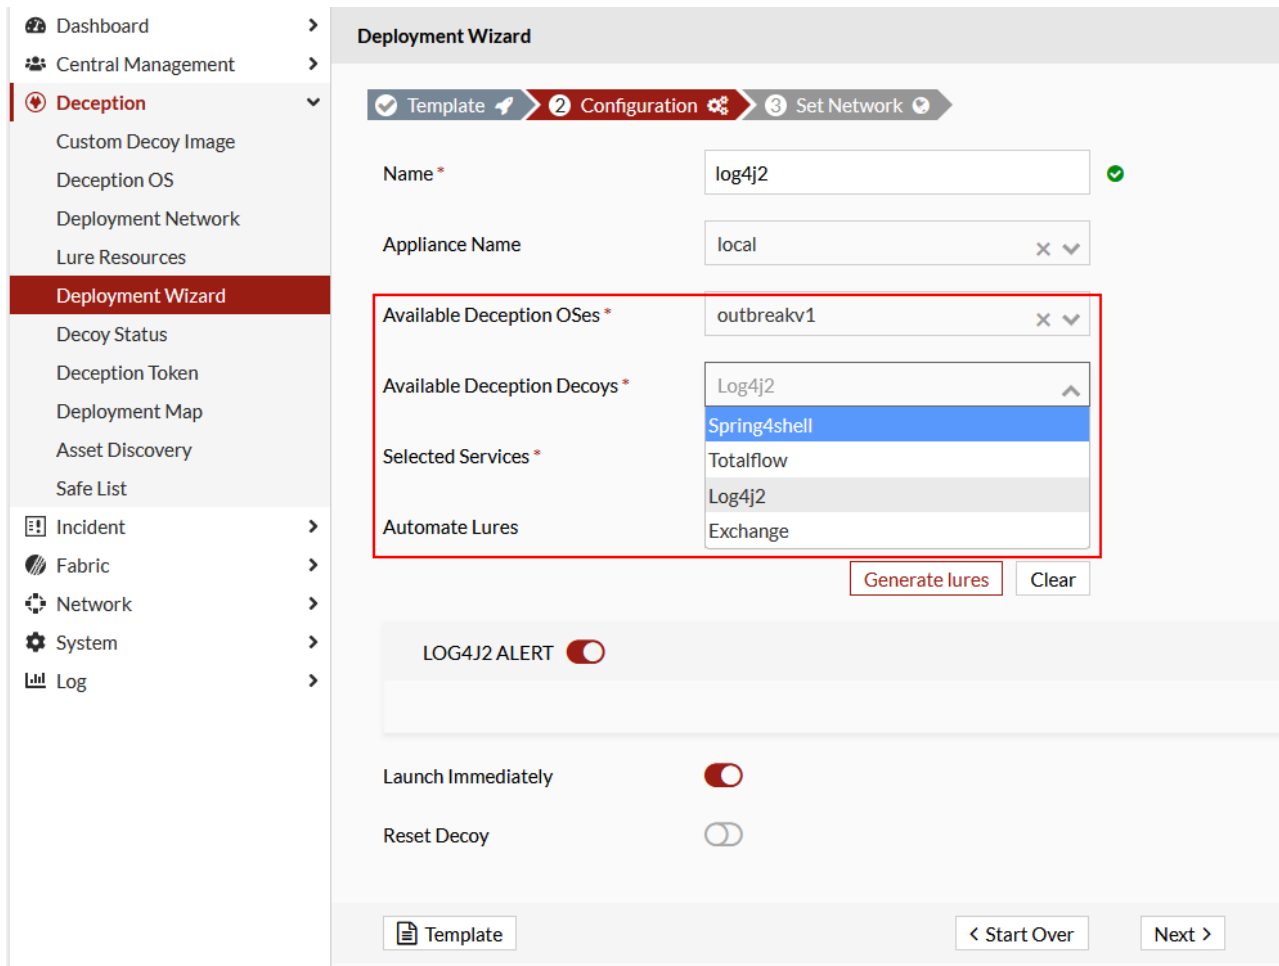 Dashboard
Central Management
Deception
Custom Decoy Image
Deception OS
Deployment Network
Lure Resources
Deployment Wizard
Decoy Status
Deception Token
Deployment Map
Asset Discovery
Safe List
Incident
Fabric
Network
System
Log
Deployment Wizard
Template 2 Configuration 3 Set Network
Name * log4j2
Appliance Name local
Available Deception OSes * outbreakv1
Available Deception Decoys * Log4j2
Spring4shell
Selected Services *
Totalflow
Log4j2
Automate Lures
Exchange
Generate lures Clear
LOG4J2 ALERT
Launch Immediately
Reset Decoy
Template < Start Over Next >